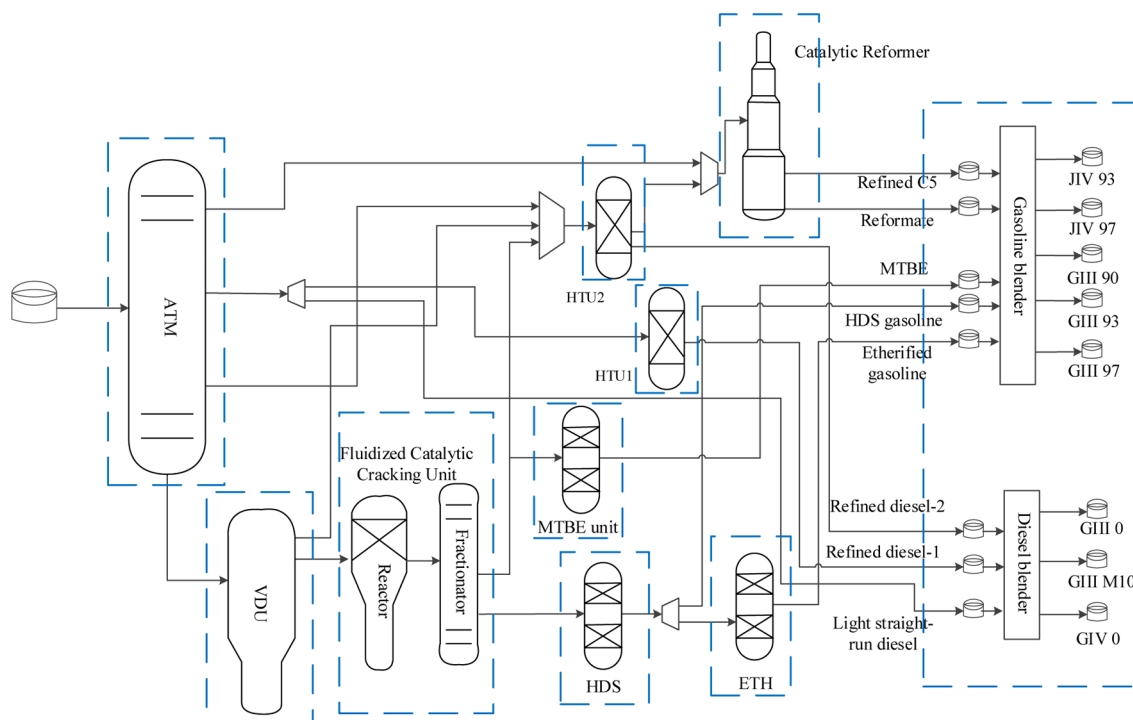 Catalytic Reformer
ATM
HTU2
Refined C5
Reformate
MTBE
HDS gasoline
Etherified
gasoline
Gasoline blender
JIV 93
JIV 97
GIII 90
GIII 93
GIII 97
HTU1
Fluidized Catalytic
Cracking Unit
Reactor
Fractionator
MTBE unit
VDU
HDS
ETH
Refined diesel-2
Refined diesel-1
Light straight-
run diesel
Diesel blender
GIII 0
GIII M10
GIV 0